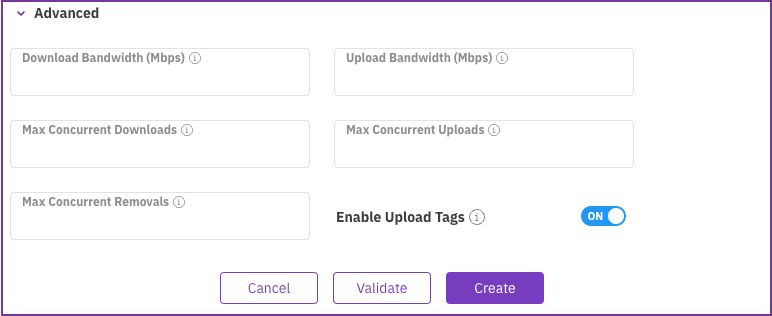 Advanced
Download Bandwidth (Mbps)
Upload Bandwidth (Mbps)
Max Concurrent Downloads
Max Concurrent Uploads
Max Concurrent Removals
Enable Upload Tags
ON
Cancel
Validate
Create